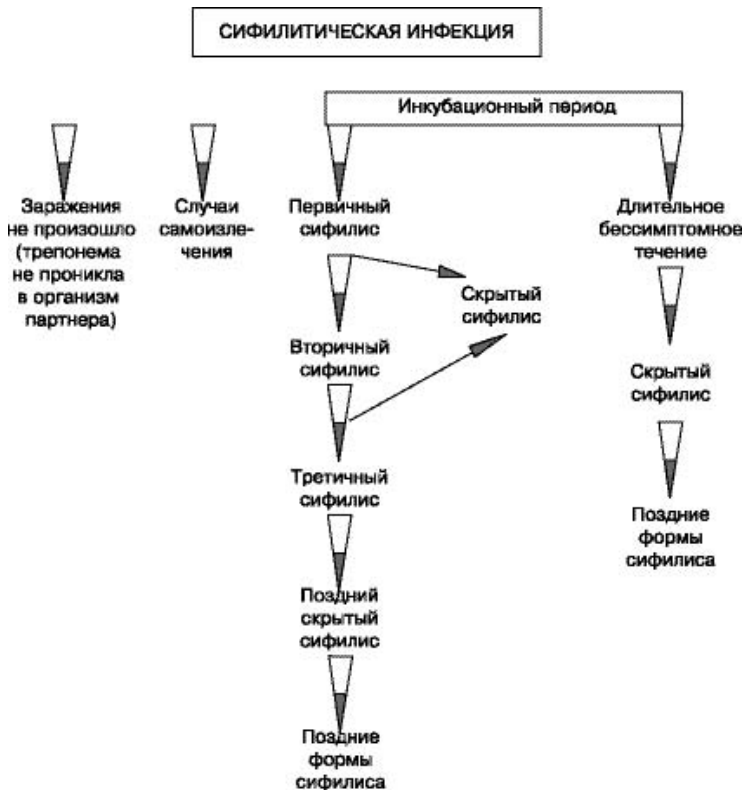 СИФИЛИТИЧЕСКАЯ ИНФЕКЦИЯ
Инкубационный период
Заражения
не произошло
(трепонема
не проникла
в организм
партнера)
Случаи
самоизле-
чения
Первичный
сифилис
Длительное
бессимптомное
течение
Скрытый
сифилис
Вторичный
сифилис
Скрытый
сифилис
Третичный
сифилис
Поздние
формы
сифилиса
Поздний
скрытый
сифилис
Поздние
формы
сифилиса